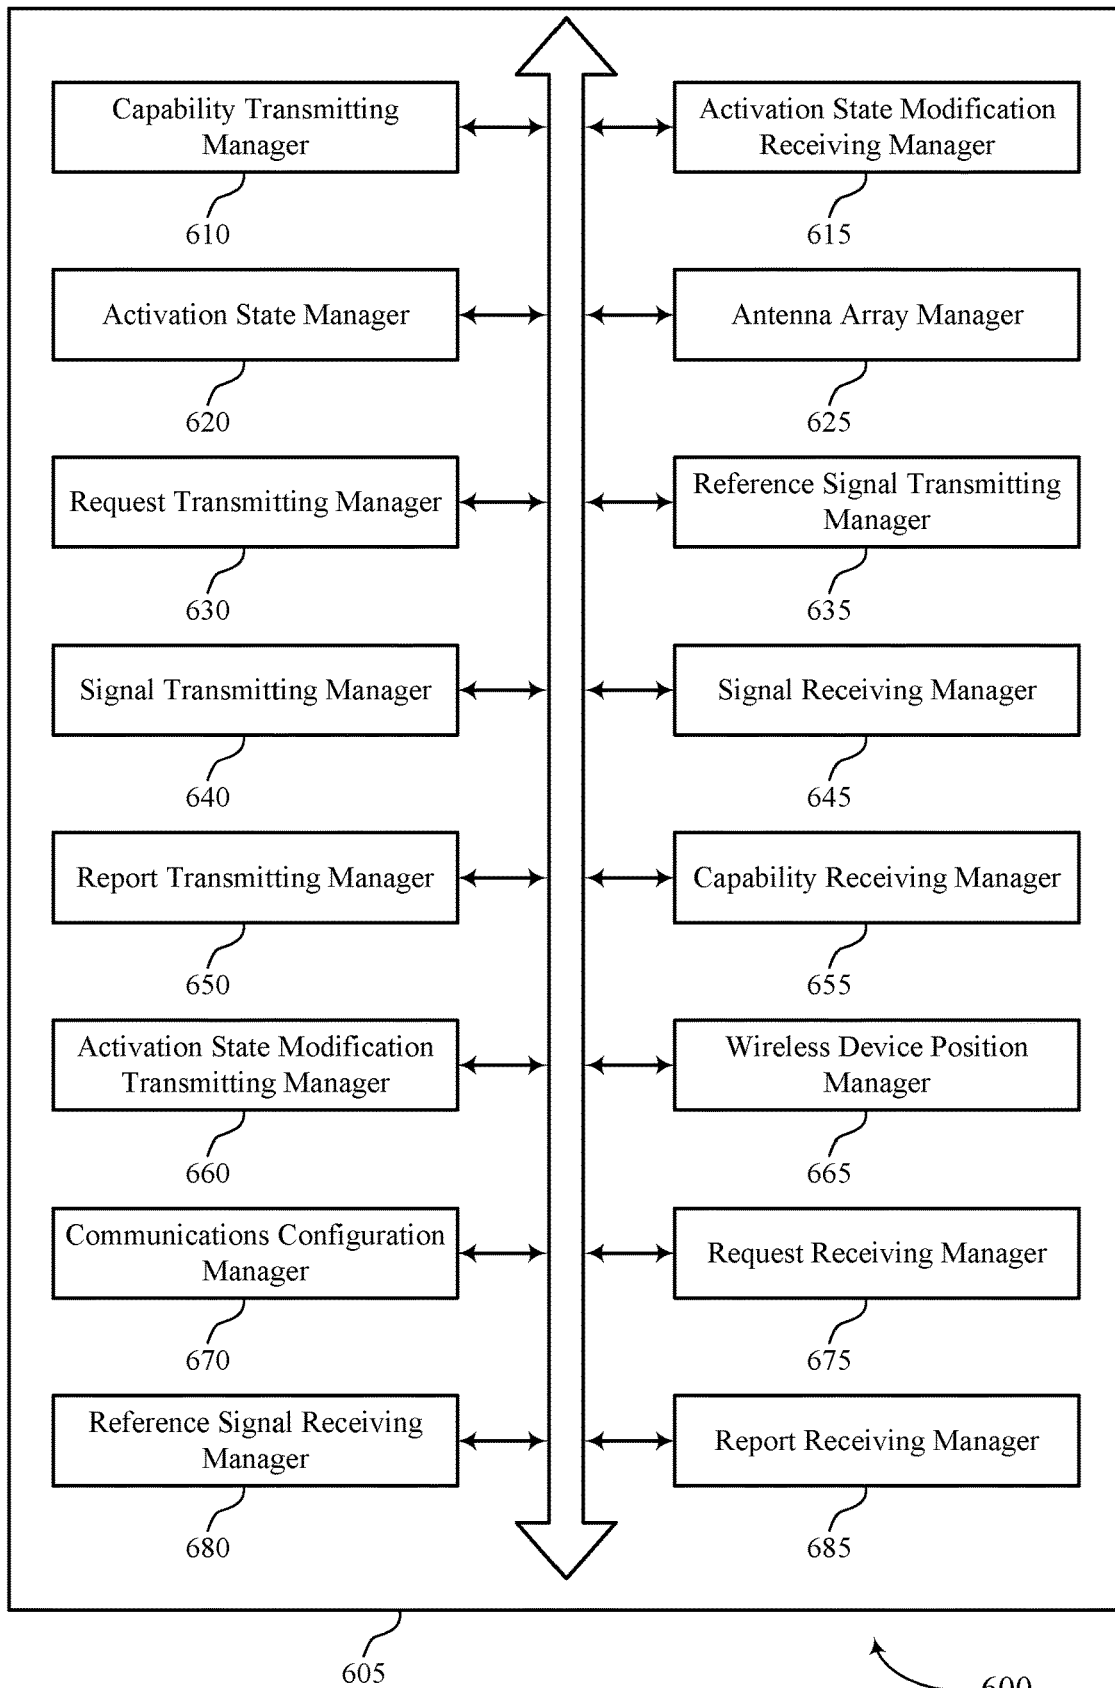 Capability Transmitting
Manager
610
Activation State Modification
Receiving Manager
615
Activation State Manager
620
Antenna Array Manager
625
Request Transmitting Manager
630
Reference Signal Transmitting
Manager
635
Signal Transmitting Manager
640
Signal Receiving Manager
645
Report Transmitting Manager
650
Capability Receiving Manager
655
Activation State Modification
Transmitting Manager
660
Wireless Device Position
Manager
665
Communications Configuration
Manager
670
Request Receiving Manager
675
Reference Signal Receiving
Manager
680
Report Receiving Manager
685
605
600